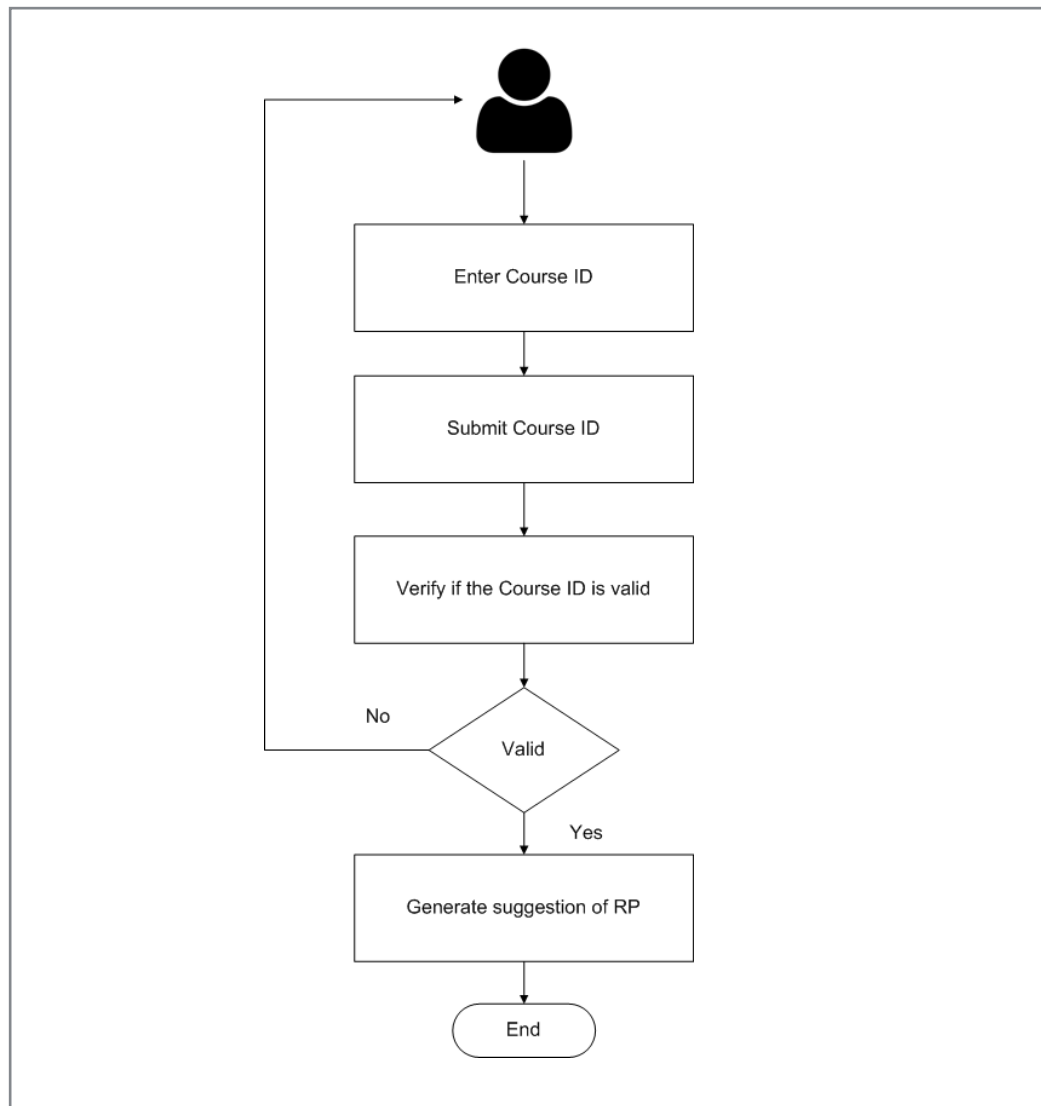 Enter Course ID
Submit Course ID
Verify if the Course ID is valid
No
Valid
Yes
Generate suggestion of RP
End